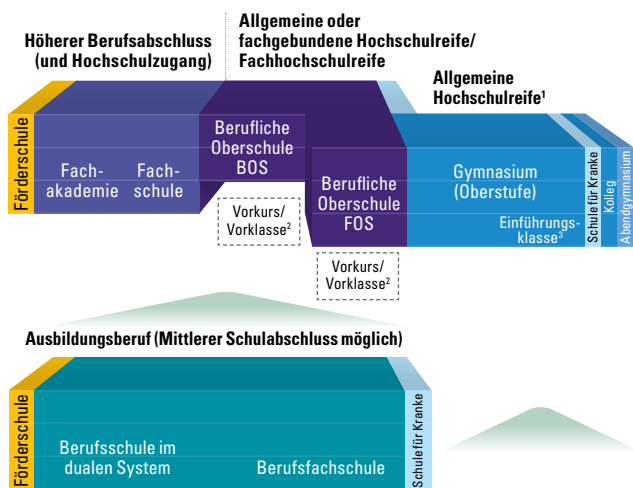 Höherer Berufsabschluss
(und Hochschulzugang)
Allgemeine oder
fachgebundene Hochschulreife/
Fachhochschulreife
Allgemeine
Hochschulreife¹
Förderschule
Fach-
akademie
Fach-
schule
Berufliche
Oberschule
BOS
Vorkurs/
Vorklasse²
Berufliche
Oberschule
FOS
Vorkurs/
Vorklasse²
Gymnasium
(Oberstufe)
Einführungs-
klasse³
Schule für Kranke
Kolleg
Abendgymnasium
Ausbildungsberuf (Mittlerer Schulabschluss möglich)
Förderschule
Berufsschule im
dualen System
Berufsfachschule
Schule für Kranke